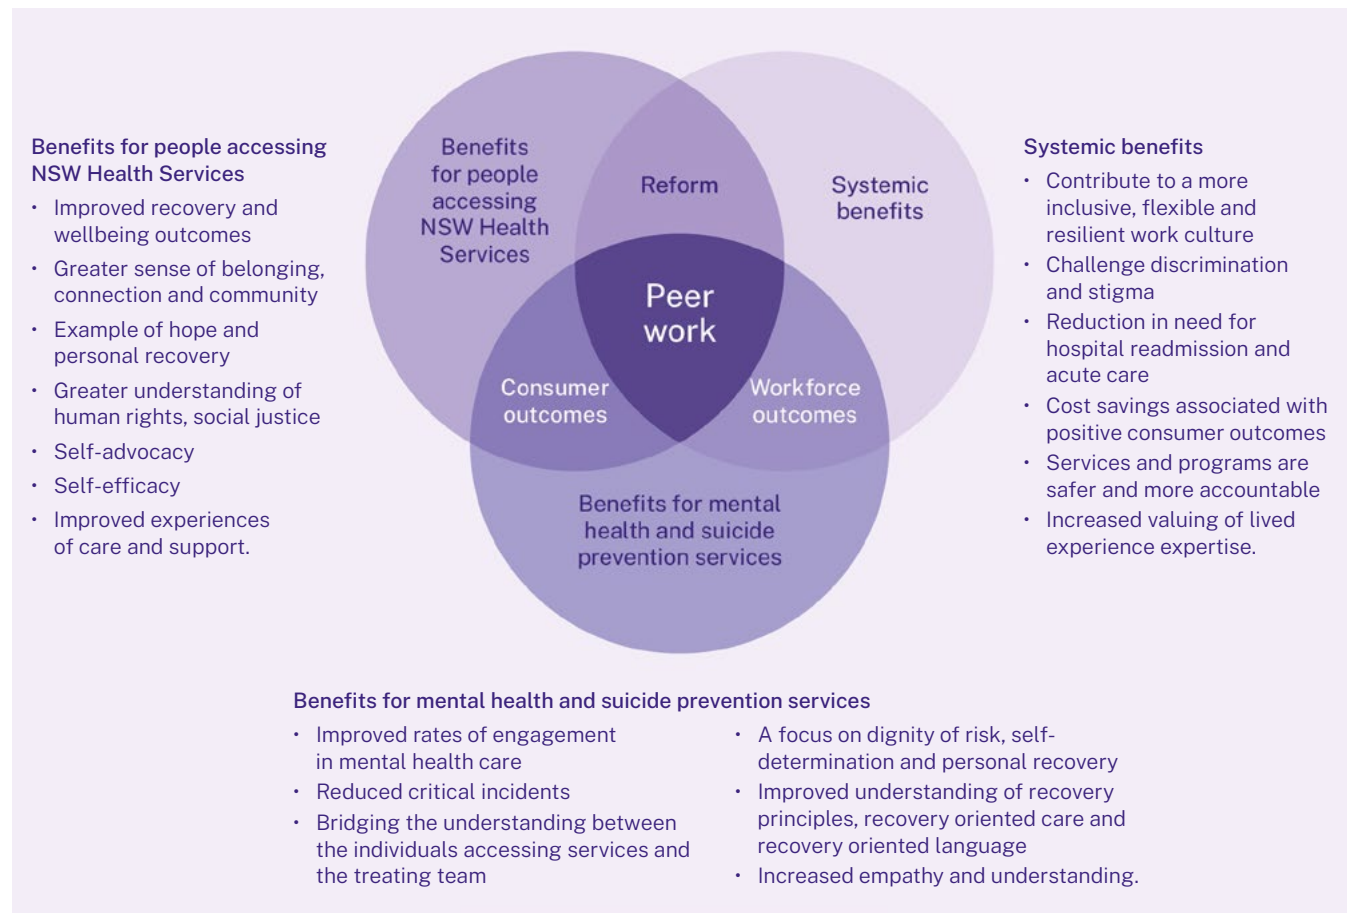 Benefits for people accessing
NSW Health Services
• Improved recovery and
wellbeing outcomes
• Greater sense of belonging,
connection and community
• Example of hope and
personal recovery
• Greater understanding of
human rights, social justice
• Self-advocacy
• Self-efficacy
• Improved experiences
of care and support.
Benefits
for people
accessing
NSW Health
Services
Reform
Systemic
benefits
Peer
work
Consumer
outcomes
Workforce
outcomes
Benefits for mental
health and suicide
prevention services
Systemic benefits
• Contribute to a more
inclusive, flexible and
resilient work culture
• Challenge discrimination
and stigma
• Reduction in need for
hospital readmission and
acute care
• Cost savings associated with
positive consumer outcomes
• Services and programs are
safer and more accountable
• Increased valuing of lived
experience expertise.
Benefits for mental health and suicide prevention services
• Improved rates of engagement
in mental health care
• Reduced critical incidents
• Bridging the understanding between
the individuals accessing services and
the treating team
• A focus on dignity of risk, self-
determination and personal recovery
• Improved understanding of recovery
principles, recovery oriented care and
recovery oriented language
• Increased empathy and understanding.